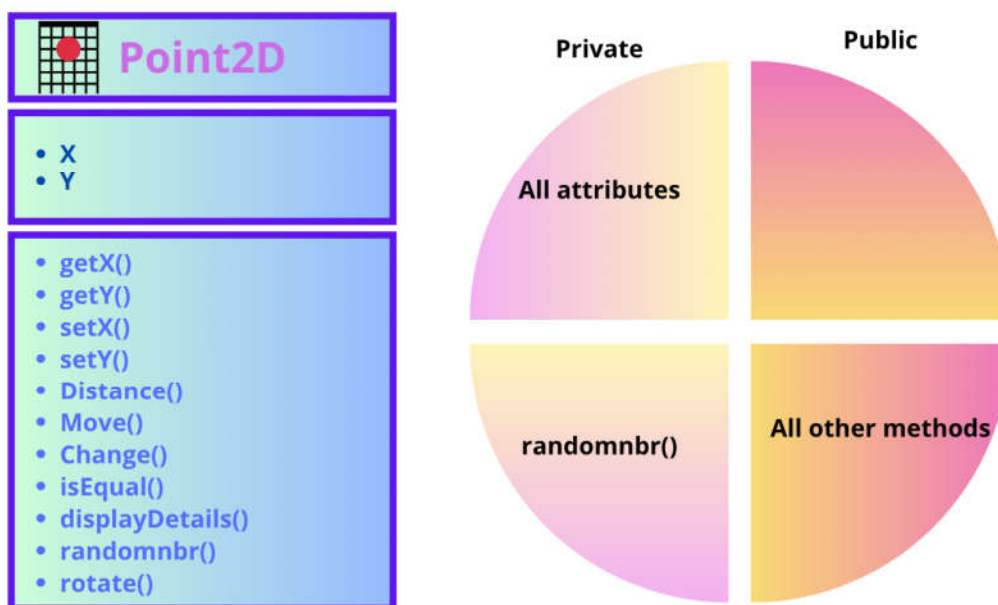 Point2D
• X
• Y
• getX()
• getY()
• setX()
• setY()
• Distance()
• Move()
• Change()
• isEqual()
• displayDetails()
• randomnbr()
• rotate()
Private
Public
All attributes
randomnbr()
All other methods